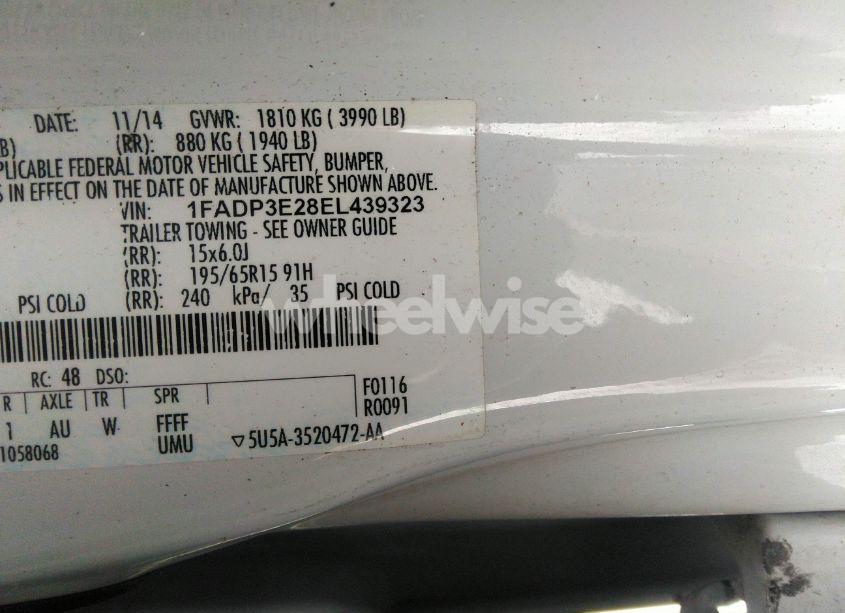 DATE: 11/14 GVWR: 1810 KG ( 3990 LB)
B) (RR): 880 KG ( 1940 LB)
PLICABLE FEDERAL MOTOR VEHICLE SAFETY, BUMPER,
S IN EFFECT ON THE DATE OF MANUFACTURE SHOWN ABOVE.
VIN: 1FADP3E28EL439323
TRAILER TOWING - SEE OWNER GUIDE
(RR): 15x6.0J
(RR): 195/65R15 91H
PSI COLD (RR): 240 kPa/ 35 PSI COLD
wheelwise
RC: 48 DSO:
R AXLE TR SPR F0116
R0091
1 AU W FFFF
UMU ▽5U5A-3520472-AA
1058068